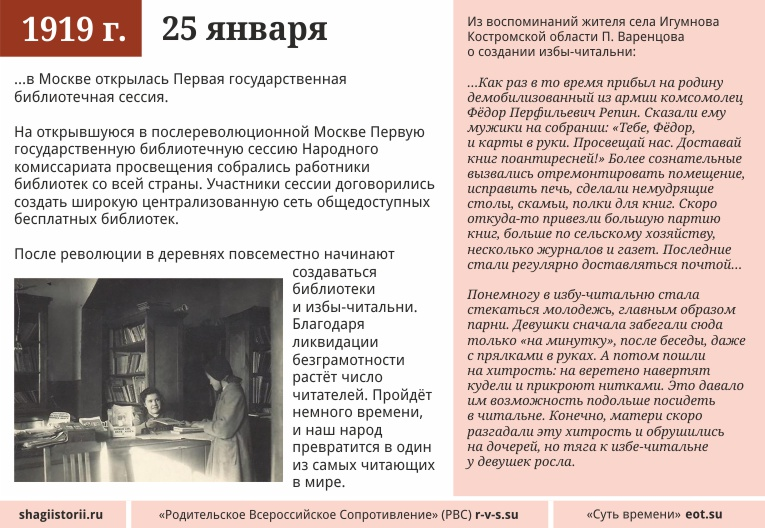 1919 г.
25 января
...в Москве открылась Первая государственная
библиотечная сессия.
На открывшуюся в послереволюционной Москве Первую
государственную библиотечную сессию Народного
комиссариата просвещения собрались работники
библиотек со всей страны. Участники сессии договорились
создать широкую централизованную сеть общедоступных
бесплатных библиотек.
После революции в деревнях повсеместно начинают
создаваться
библиотеки
и избы-читальни.
Благодаря
ликвидации
безграмотности
растёт число
читателей. Пройдёт
немного времени,
и наш народ
превратится в один
из самых читающих
в мире.
Из воспоминаний жителя села Игумнова
Костромской области П. Варенцова
о создании избы-читальни:
...Как раз в то время прибыл на родину
демобилизованный из армии комсомолец
Фёдор Перфильевич Репин. Сказали ему
мужики на собрании: «Тебе, Фёдор,
и карты в руки. Просвещай нас. Доставай
книг поантиресней!» Более сознательные
вызвались отремонтировать помещение,
исправить печь, сделали немудрящие
столы, скамьи, полки для книг. Скоро
откуда-то привезли большую партию
книг, больше по сельскому хозяйству,
несколько журналов и газет. Последние
стали регулярно доставляться почтой...
Понемногу в избу-читальню стала
стекаться молодежь, главным образом
парни. Девушки сначала забегали сюда
только «на минутку», после беседы, даже
с прялками в руках. А потом пошли
на хитрость: на веретено навертят
кудели и прикроют нитками. Это давало
им возможность подольше посидеть
в читальне. Конечно, матери скоро
разгадали эту хитрость и обрушились
на дочерей, но тяга к избе-читальне
у девушек росла.
shagiistorii.ru
«Родительское Всероссийское Сопротивление» (РВС) r-v-s.su
«Суть времени» eot.su